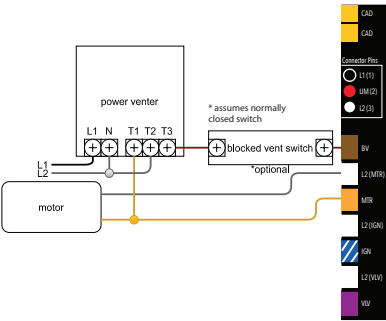 CAD
CAD
Connector Pins
L1 (1)
LIM (2)
L2 (3)
power venter
L1 N T1 T2 T3
* assumes normally
closed switch
blocked vent switch
*optional
BV
L1
L2
L2 (MTR)
motor
MTR
L2 (IGN)
IGN
L2 (VLV)
VLV